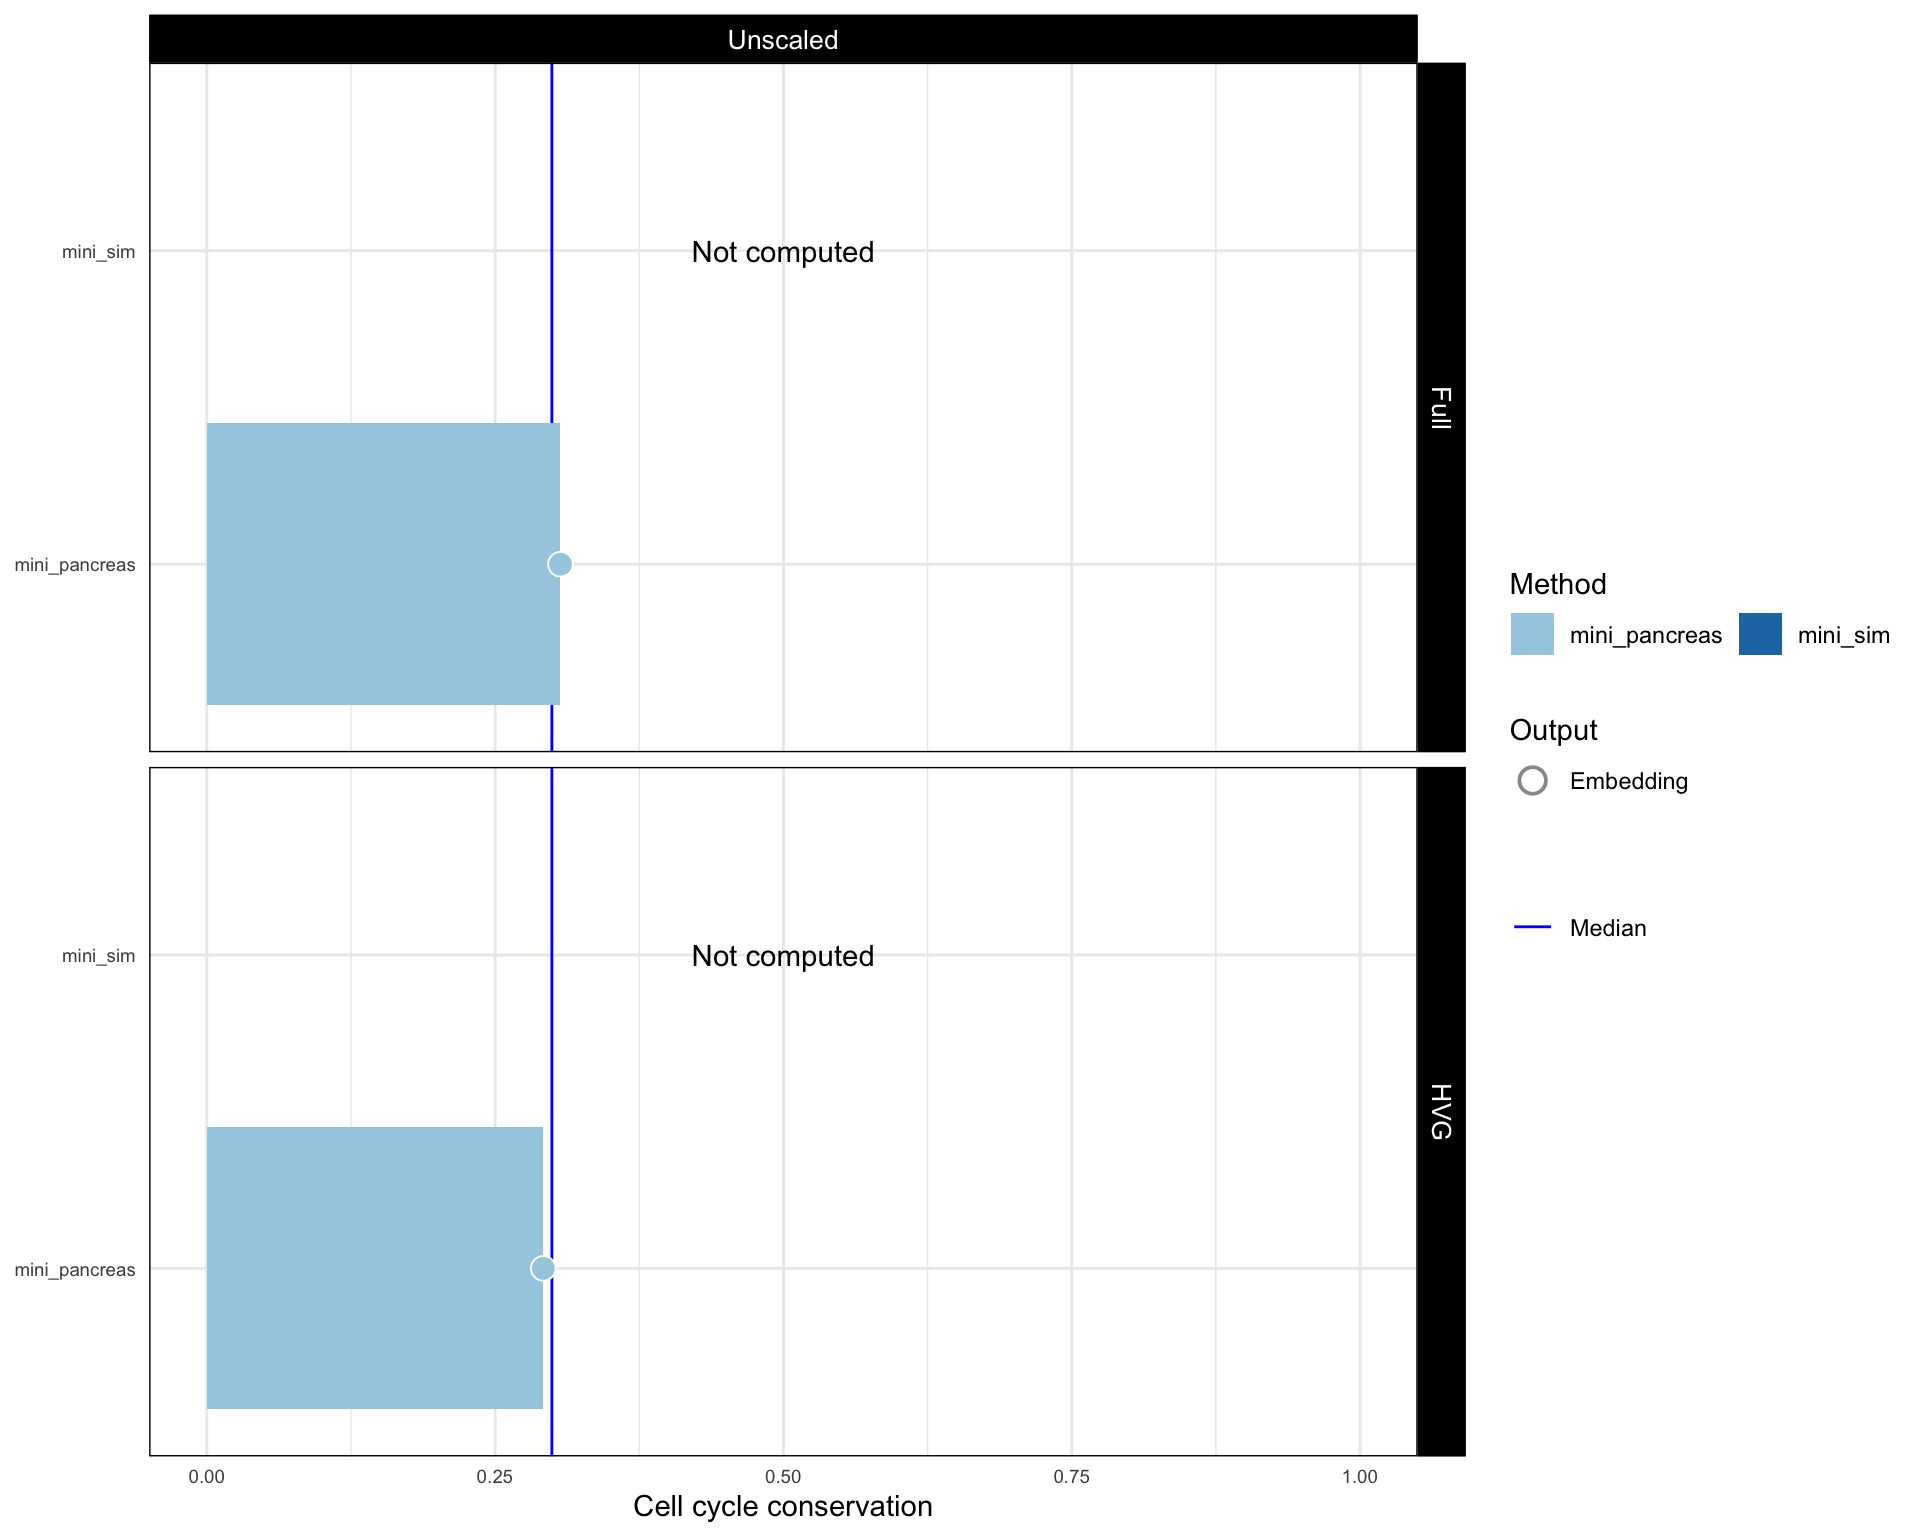 Unscaled
mini_sim
Not computed
mini_pancreas
Full
mini_sim
Not computed
mini_pancreas
HVG
0.00 0.25 0.50 0.75 1.00
Cell cycle conservation
Method
mini_pancreas mini_sim
Output
Embedding
Median